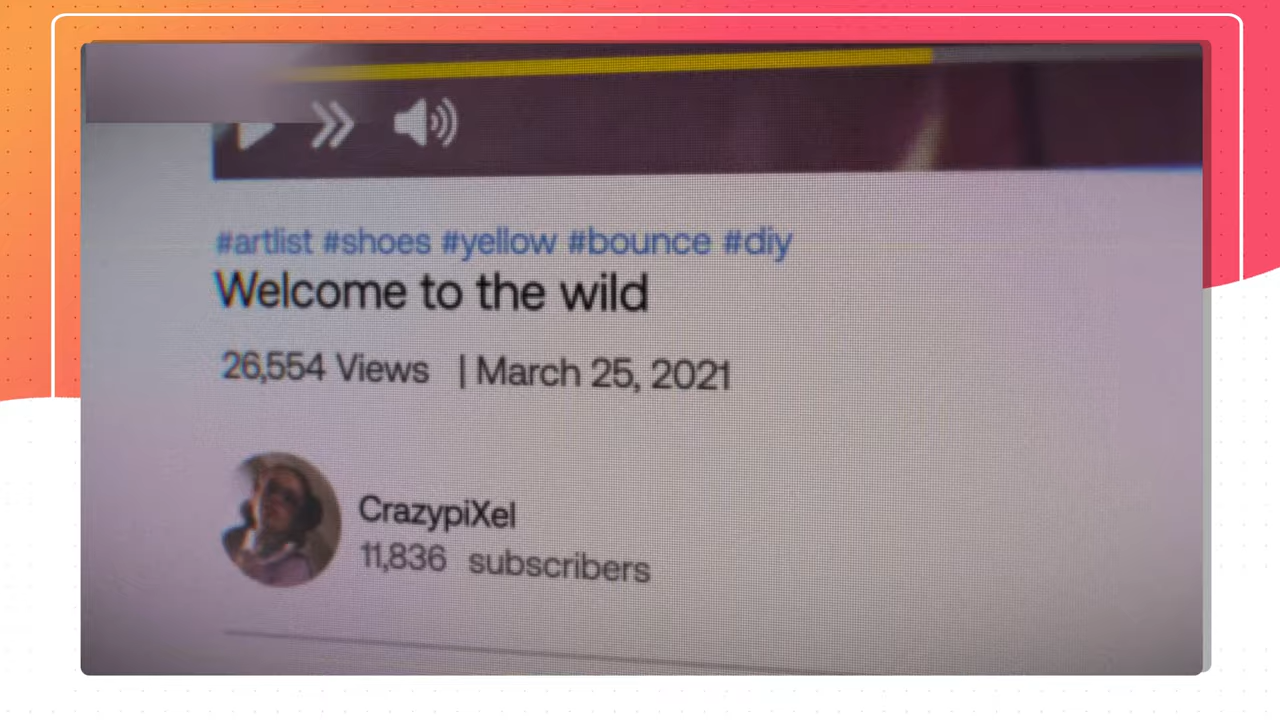 #artlist #shoes #yellow #bounce #diy
Welcome to the wild
26,554 Views | March 25, 2021
CrazypiXel
11,836 subscribers